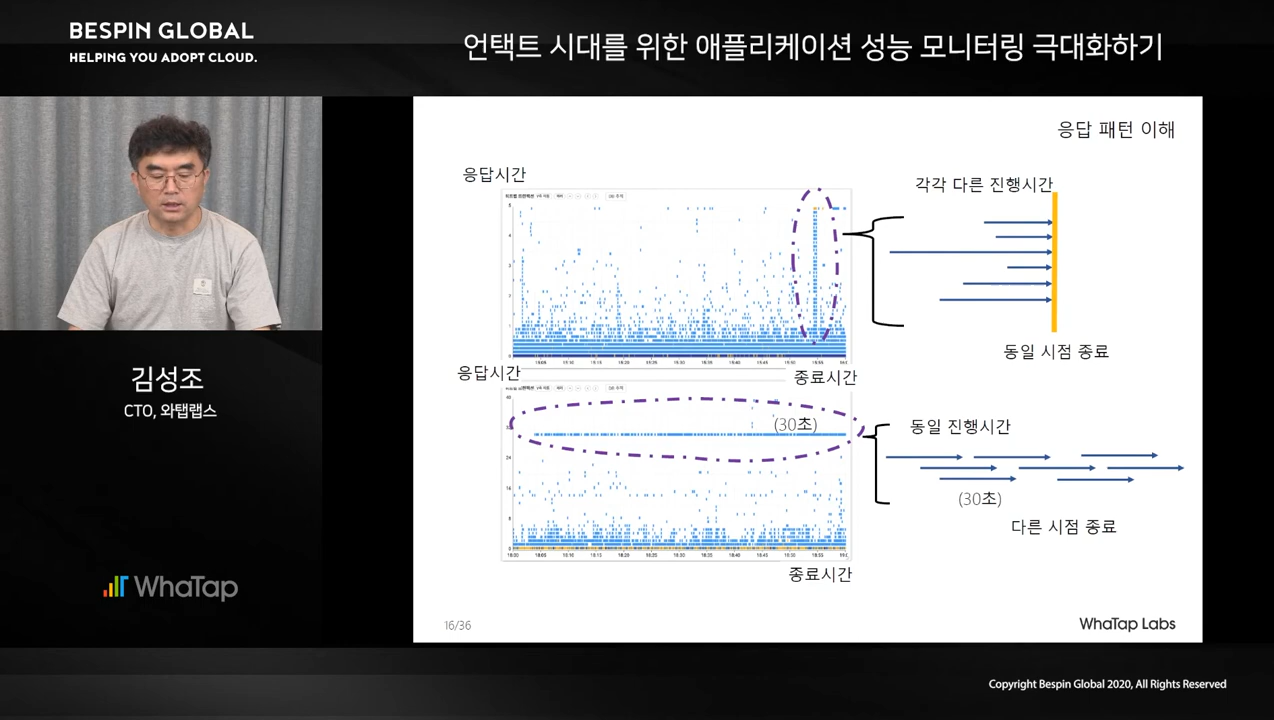 BESPIN GLOBAL
HELPING YOU ADOPT CLOUD.
언택트 시대를 위한 애플리케이션 성능 모니터링 극대화하기
응답 패턴 이해
응답시간
각각 다른 진행시간
동일 시점 종료
종료시간
응답시간
(30초)
동일 진행시간
(30초)
다른 시점 종료
종료시간
16/36
WhaTap Labs
김성조
CTO, 와탭랩스
WhaTap
Copyright Bespin Global 2020, All Rights Reserved